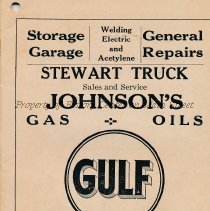 Storage
Garage
Welding
Electric
and
Acetylene
General
Repairs
STEWART TRUCK
Sales and Service
JOHNSON'S
GAS OILS
GULF